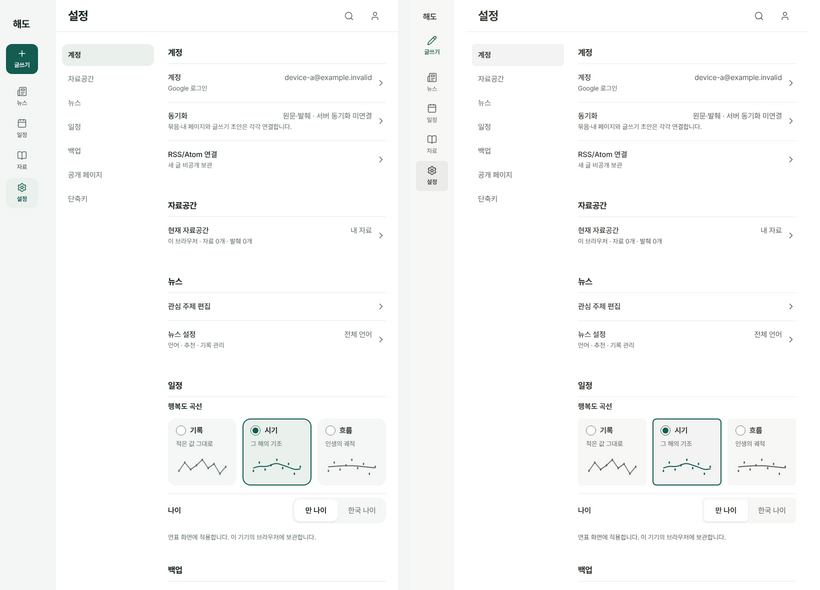 해도
글쓰기
뉴스
일정
자료
설정
설정
계정
자료공간
뉴스
일정
백업
공개 페이지
단축키
계정
계정
device-a@example.invalid
Google 로그인
동기화
원문·발췌 · 서버 동기화 미연결
묶음·내 페이지와 글쓰기 초안은 각각 연결합니다.
RSS/Atom 연결
새 글 비공개 보관
자료공간
현재 자료공간
내 자료
이 브라우저 · 자료 0개 · 발췌 0개
뉴스
관심 주제 편집
뉴스 설정
전체 언어
언어 · 추천 · 기록 관리
일정
행복도 곡선
기록
적은 값 그대로
시기
그 해의 기조
흐름
인생의 궤적
나이
만 나이
한국 나이
연표 화면에 적용합니다. 이 기기의 브라우저에 보관합니다.
백업
해도
글쓰기
뉴스
일정
자료
설정
설정
계정
자료공간
뉴스
일정
백업
공개 페이지
단축키
계정
계정
device-a@example.invalid
Google 로그인
동기화
원문·발췌 · 서버 동기화 미연결
묶음·내 페이지와 글쓰기 초안은 각각 연결합니다.
RSS/Atom 연결
새 글 비공개 보관
자료공간
현재 자료공간
내 자료
이 브라우저 · 자료 0개 · 발췌 0개
뉴스
관심 주제 편집
뉴스 설정
전체 언어
언어 · 추천 · 기록 관리
일정
행복도 곡선
기록
적은 값 그대로
시기
그 해의 기조
흐름
인생의 궤적
나이
만 나이
한국 나이
연표 화면에 적용합니다. 이 기기의 브라우저에 보관합니다.
백업